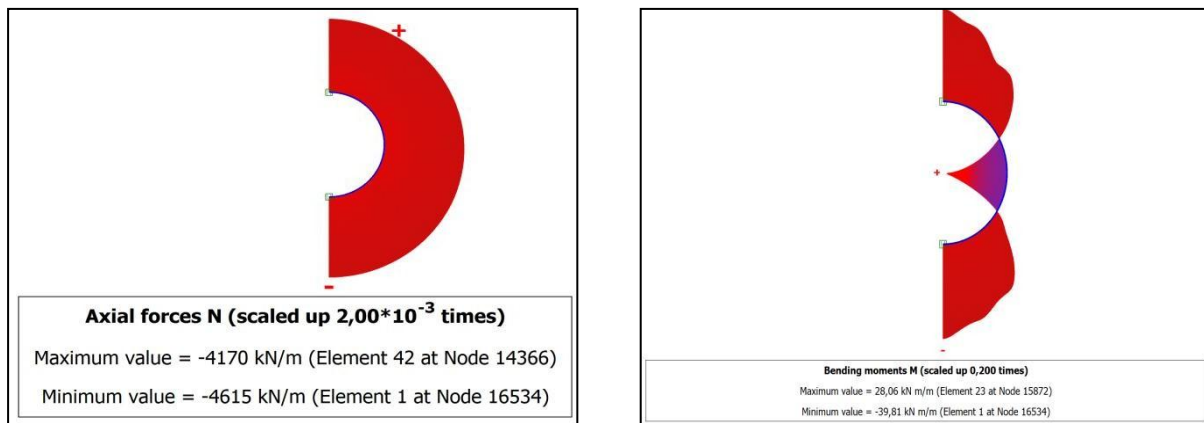 +
-
Axial forces N (scaled up 2,00*10⁻³ times)
Maximum value = -4170 kN/m (Element 42 at Node 14366)
Minimum value = -4615 kN/m (Element 1 at Node 16534)
+
-
Bending moments M (scaled up 0,200 times)
Maximum value = 28,06 kN m/m (Element 23 at Node 15872)
Minimum value = -39,81 kN m/m (Element 1 at Node 16534)